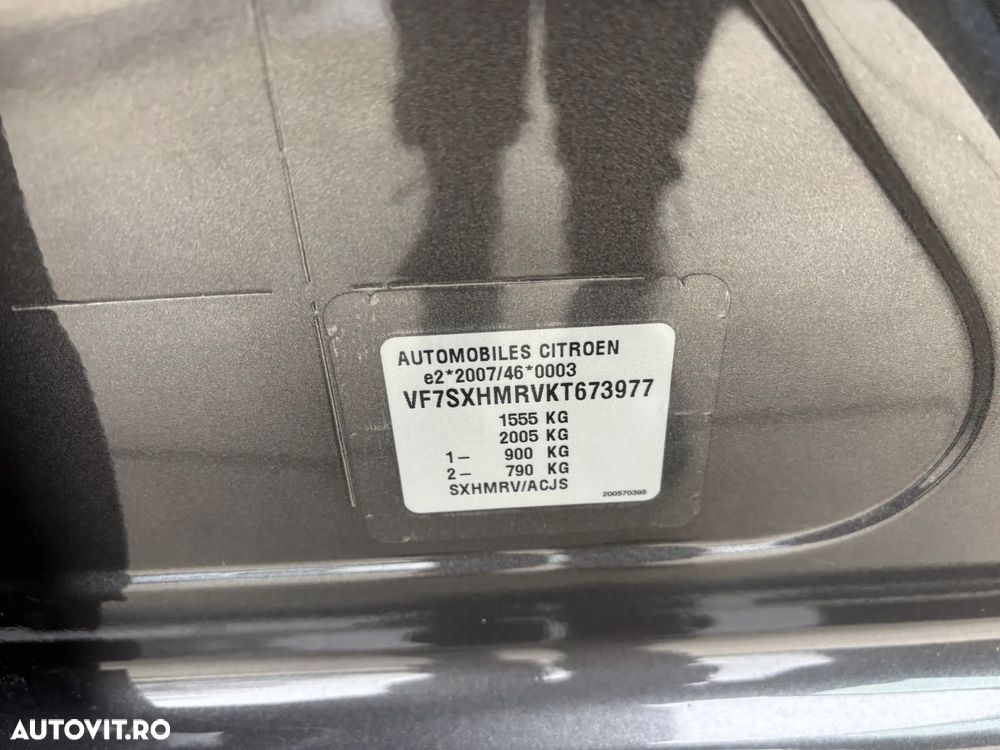 AUTOMOBILES CITROEN
e2*2007/46*0003
VF7SXHMRVKT673977
1555 KG
2005 KG
1- 900 KG
2- 790 KG
SXHMRV/ACJS
200570395
AUTOVIT.RO